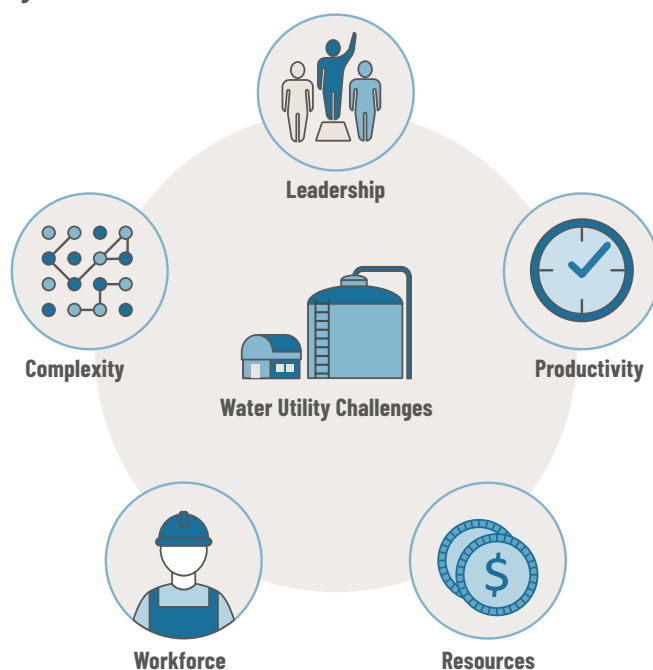 Leadership
Complexity
Productivity
Water Utility Challenges
$
Workforce
Resources